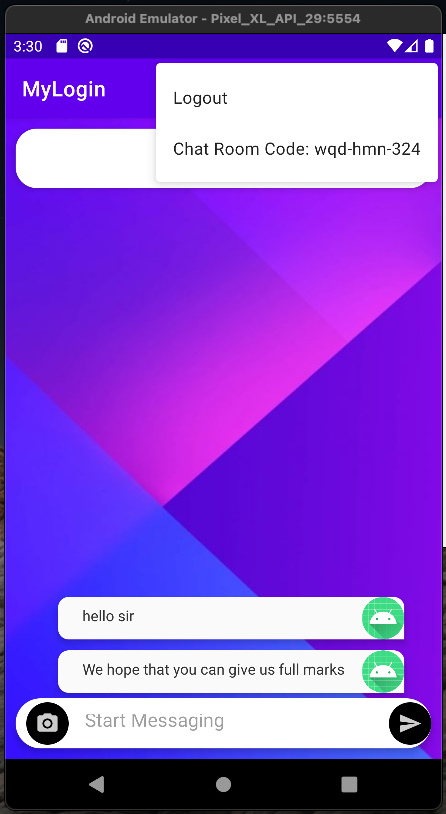 Android Emulator - Pixel_XL_API_29:5554
3:30
MyLogin
Logout
Chat Room Code: wqd-hmn-324
hello sir
We hope that you can give us full marks
Start Messaging